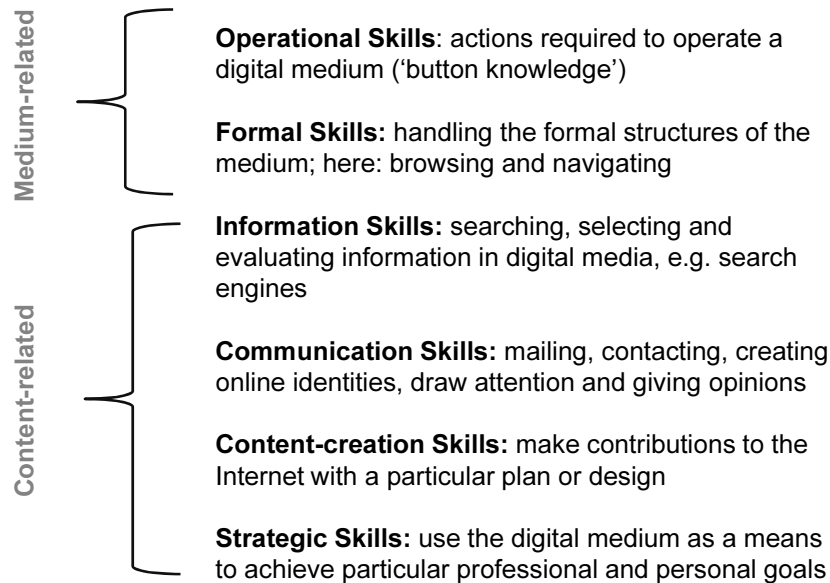 Medium-related
Operational Skills: actions required to operate a
digital medium (‘button knowledge’)
Formal Skills: handling the formal structures of the
medium; here: browsing and navigating
Content-related
Information Skills: searching, selecting and
evaluating information in digital media, e.g. search
engines
Communication Skills: mailing, contacting, creating
online identities, draw attention and giving opinions
Content-creation Skills: make contributions to the
Internet with a particular plan or design
Strategic Skills: use the digital medium as a means
to achieve particular professional and personal goals